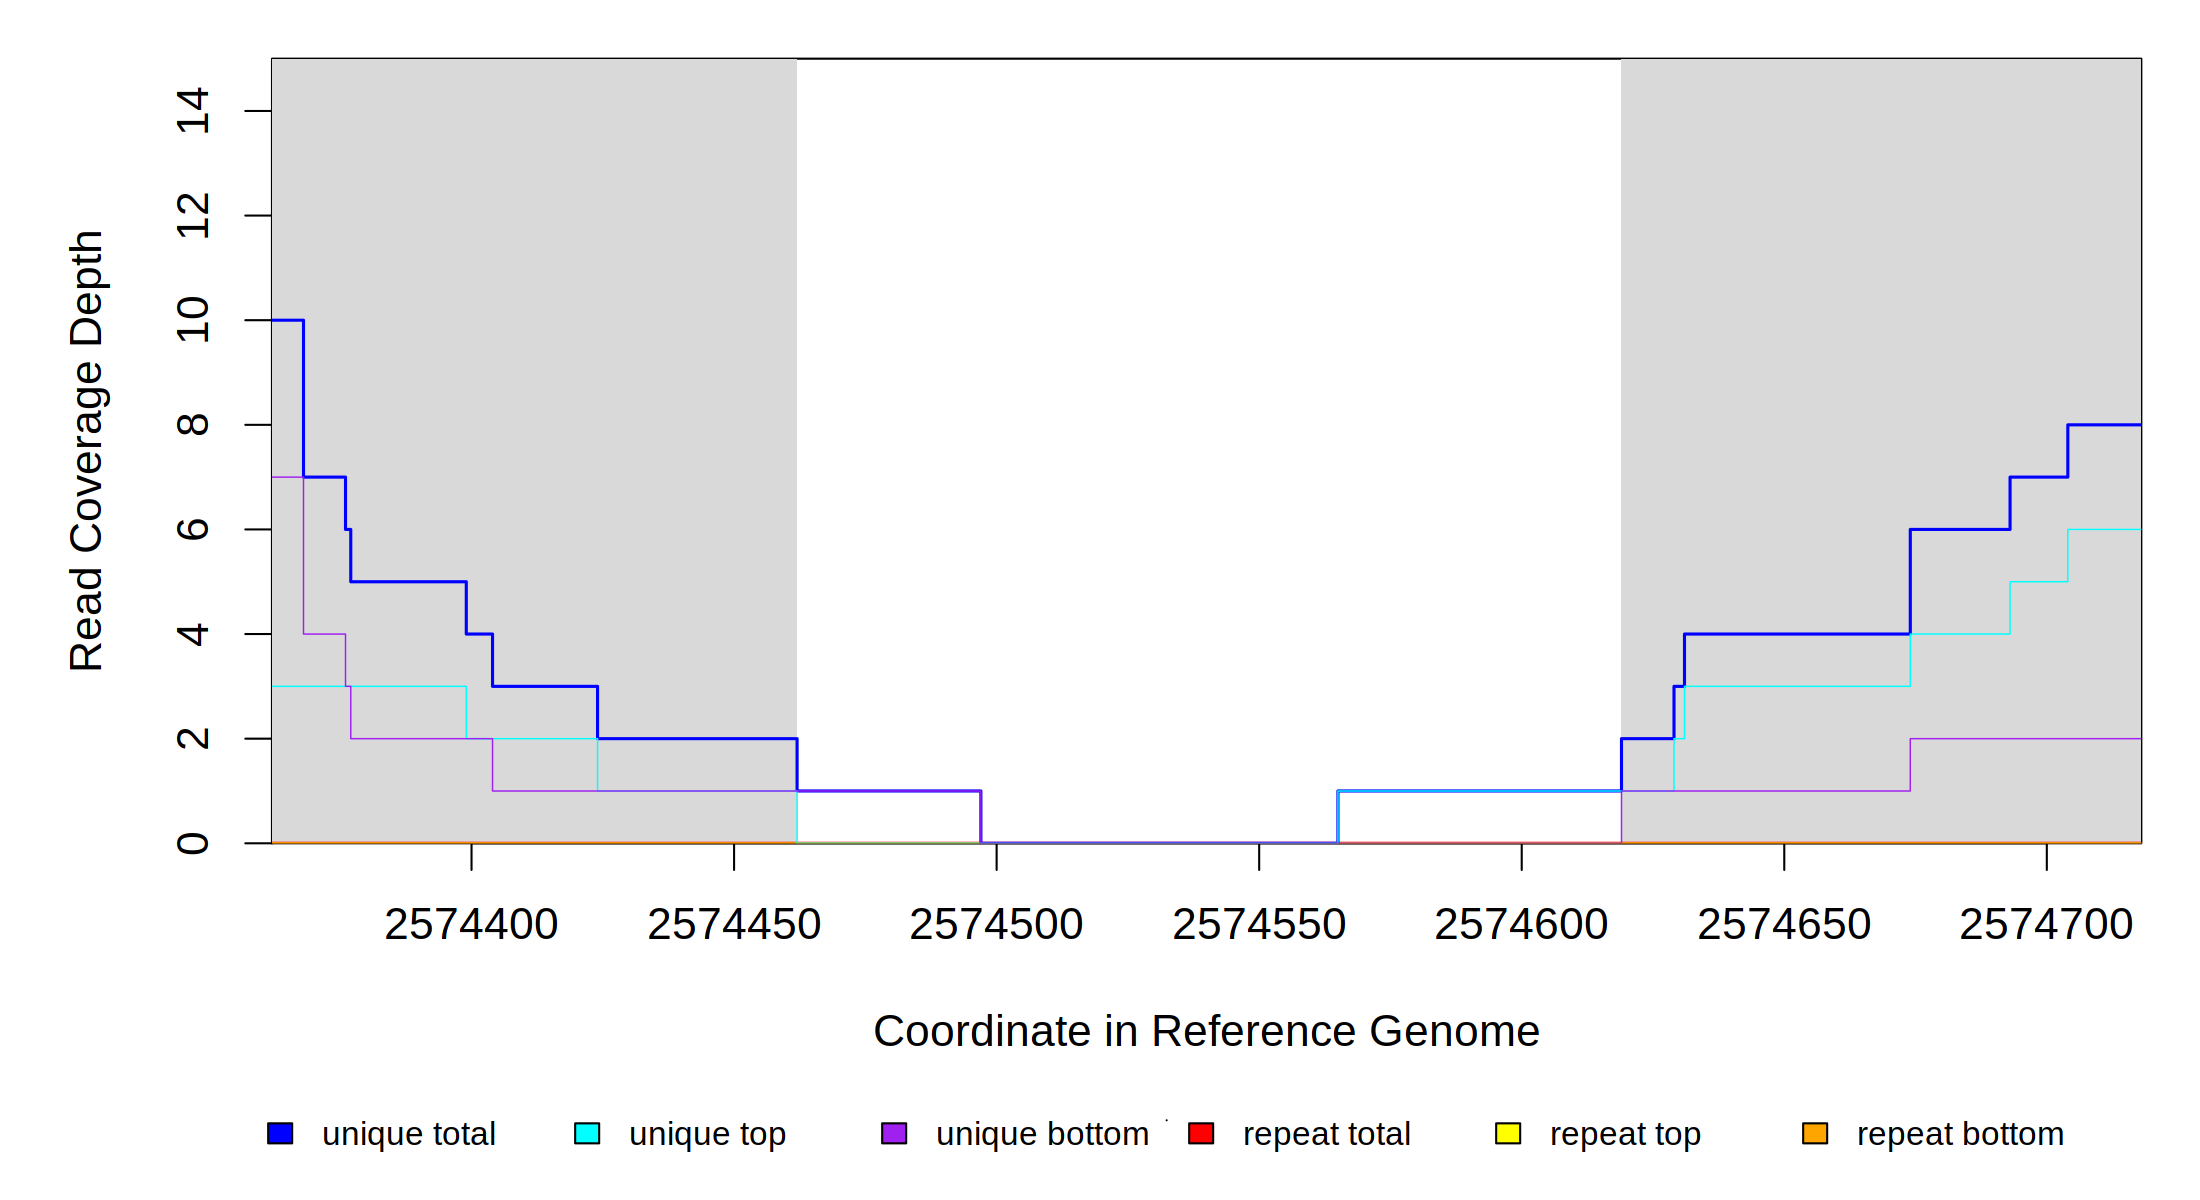 Read Coverage Depth
14
12
10
8
6
4
2
0
2574400 2574450 2574500 2574550 2574600 2574650 2574700
Coordinate in Reference Genome
unique total unique top unique bottom repeat total repeat top repeat bottom